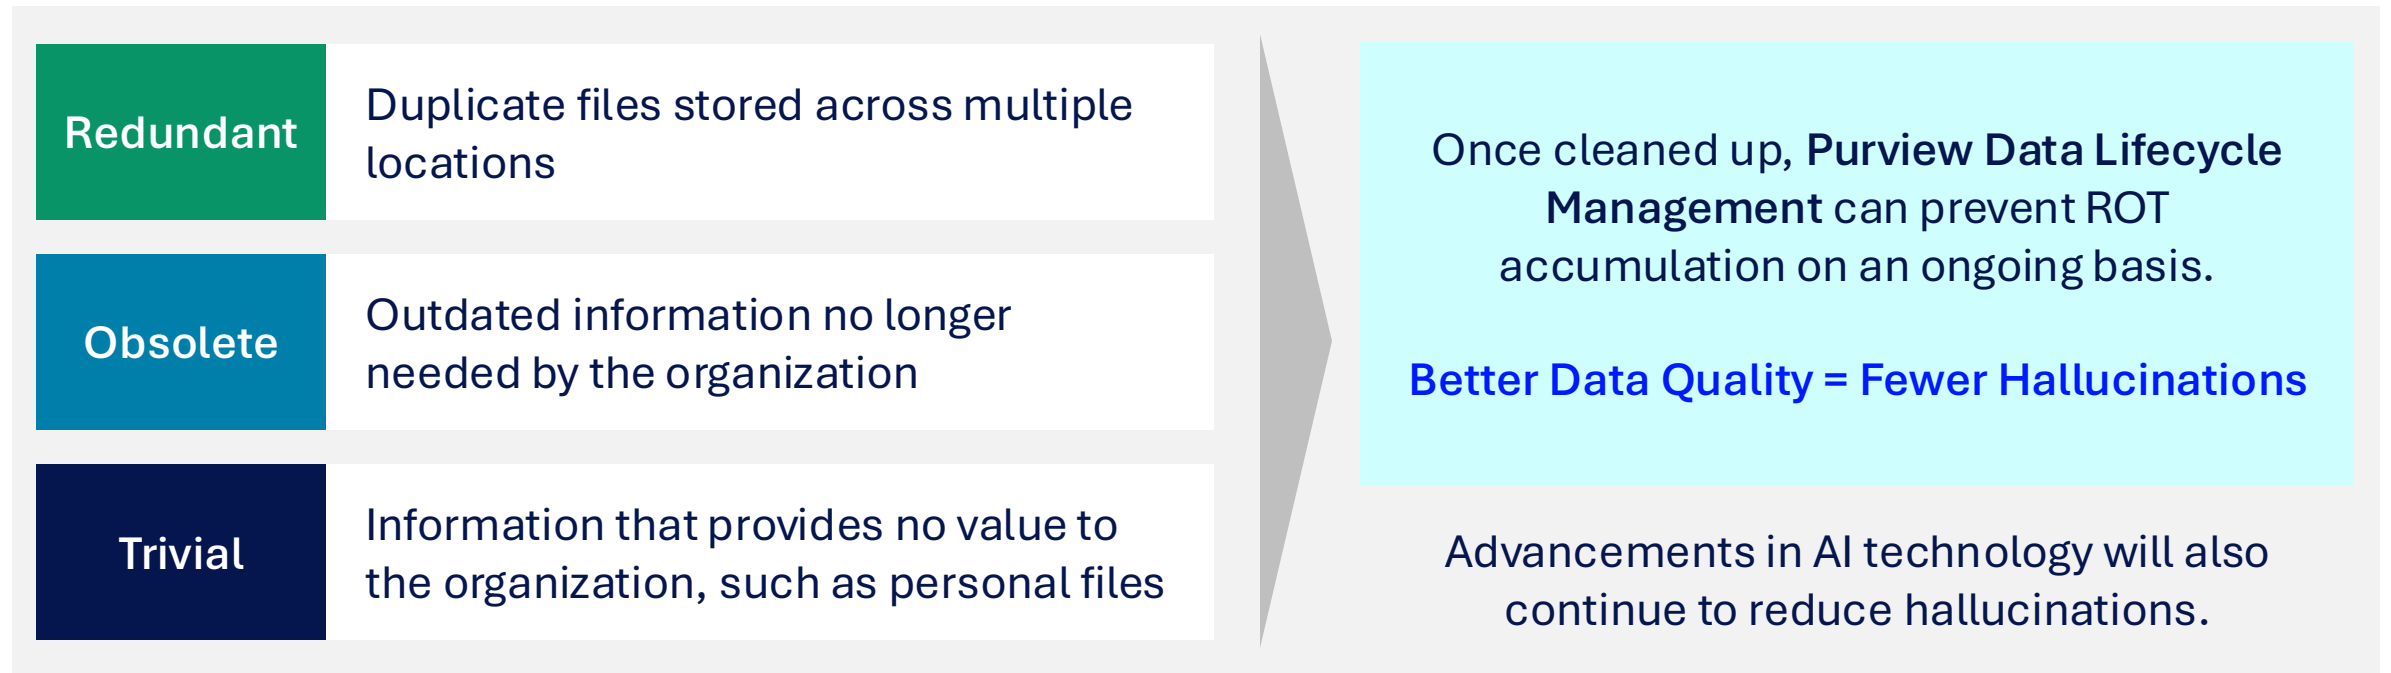 Redundant
Duplicate files stored across multiple
locations
Obsolete
Outdated information no longer
needed by the organization
Trivial
Information that provides no value to
the organization, such as personal files
Once cleaned up, Purview Data Lifecycle
Management can prevent ROT
accumulation on an ongoing basis.
Better Data Quality = Fewer Hallucinations
Advancements in AI technology will also
continue to reduce hallucinations.